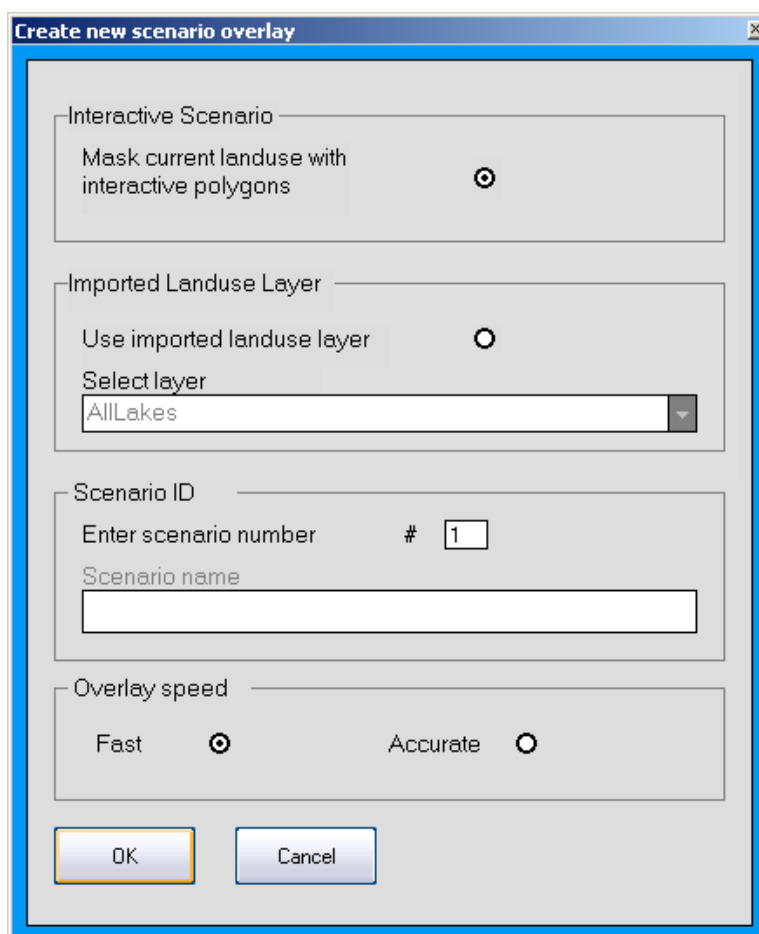 Create new scenario overlay
Interactive Scenario
Mask current landuse with
interactive polygons
Imported Landuse Layer
Use imported landuse layer
Select layer
AllLakes
Scenario ID
Enter scenario number # 1
Scenario name
Overlay speed
Fast Accurate
OK Cancel